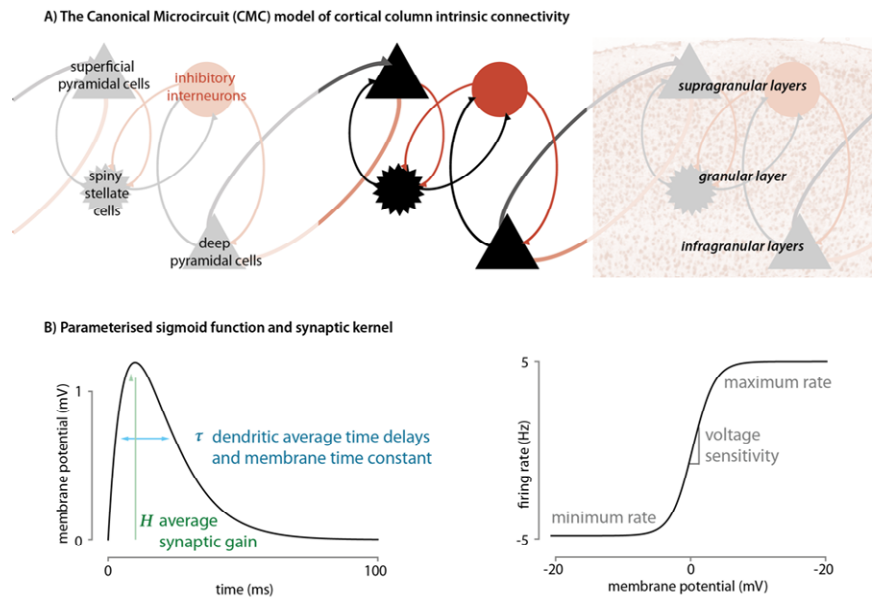 A) The Canonical Microcircuit (CMC) model of cortical column intrinsic connectivity
superficial
pyramidal cells
inhibitory
interneurons
spiny
stellate
cells
deep
pyramidal cells
supragranular layers
granular layer
infragranular layers
B) Parameterised sigmoid function and synaptic kernel
membrane potential (mV)
1
0
τ dendritic average time delays
and membrane time constant
H average
synaptic gain
0
100
time (ms)
firing rate (Hz)
5
-5
maximum rate
voltage
sensitivity
minimum rate
-20
0
-20
membrane potential (mV)